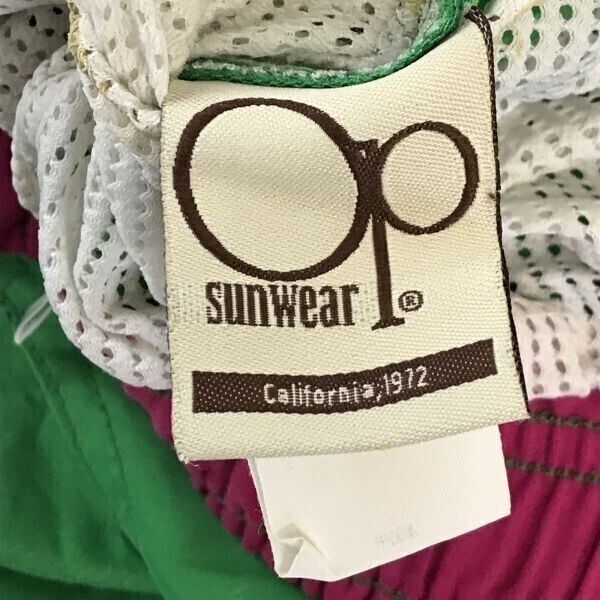 Op
sunwear ®
California, 1972